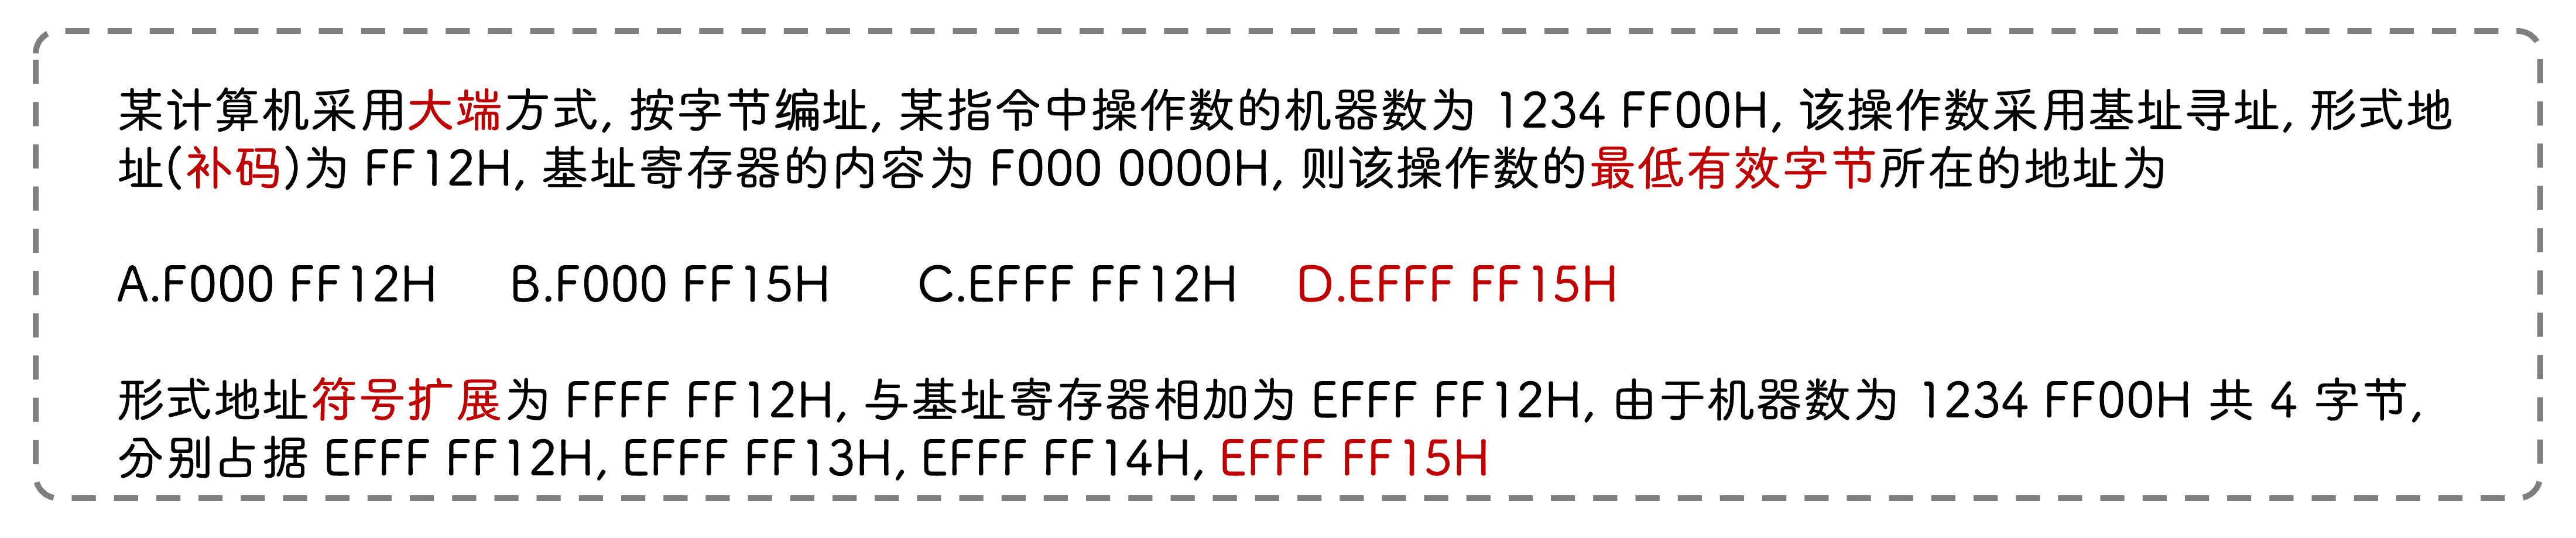 某计算机采用大端方式, 按字节编址, 某指令中操作数的机器数为 1234 FF00H, 该操作数采用基址寻址, 形式地
址(补码)为 FF12H, 基址寄存器的内容为 F000 0000H, 则该操作数的最低有效字节所在的地址为
A.F000 FF12H B.F000 FF15H C.EFFF FF12H D.EFFF FF15H
形式地址符号扩展为 FFFF FF12H, 与基址寄存器相加为 EFFF FF12H, 由于机器数为 1234 FF00H 共 4 字节,
分别占据 EFFF FF12H, EFFF FF13H, EFFF FF14H, EFFF FF15H